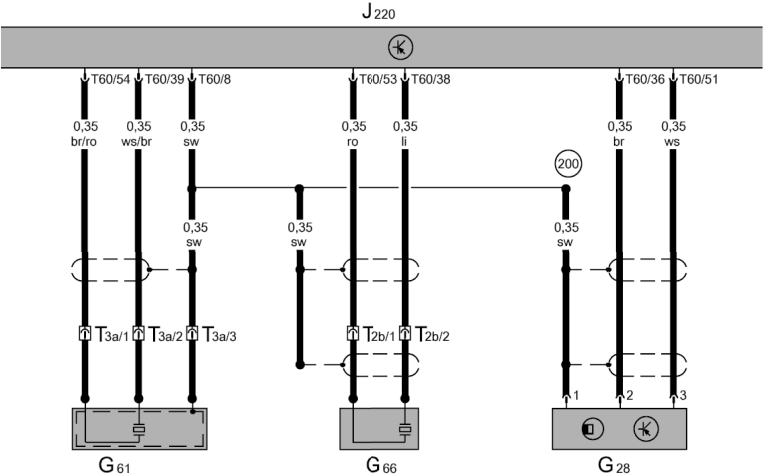 J220
T60/54 T60/39 T60/8 T60/53 T60/38 T60/36 T60/51
0,35 0,35 0,35 0,35 0,35 0,35 0,35
br/ro ws/br sw ro li br ws
200
0,35 0,35 0,35
sw sw sw
T3a/1 T3a/2 T3a/3 T2b/1 T2b/2
1 2 3
G61 G66 G28